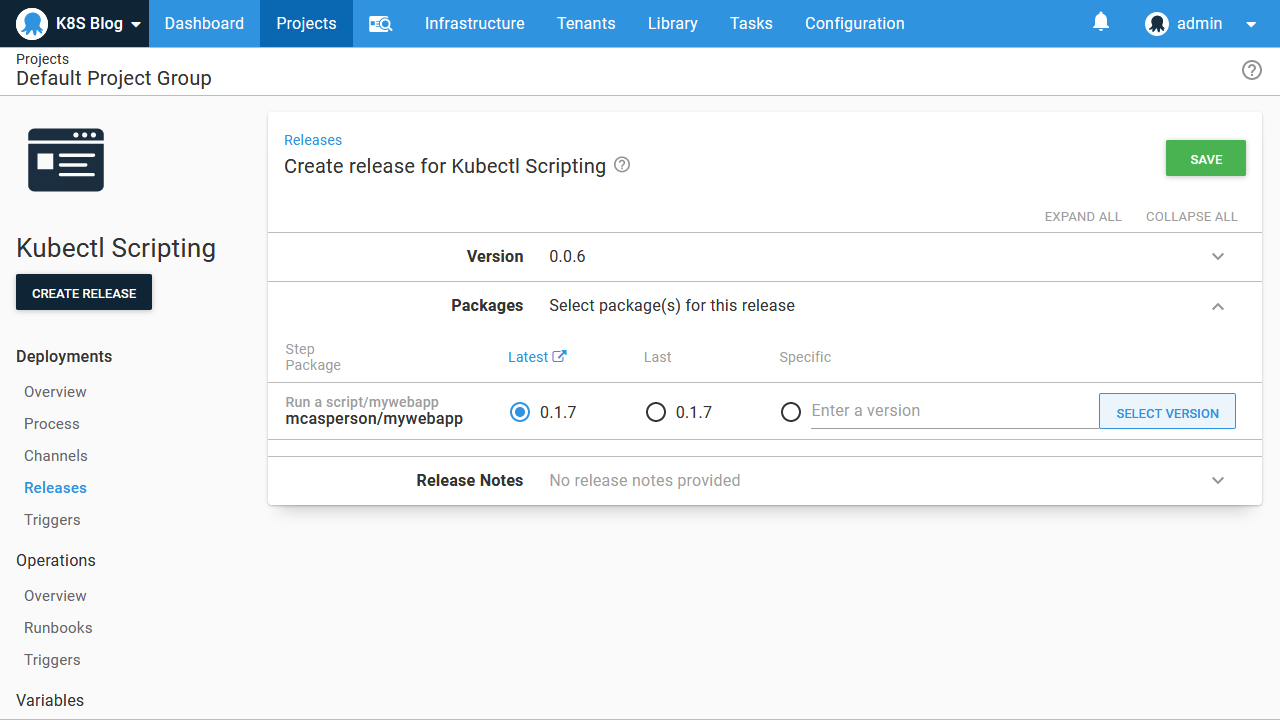 K8S Blog Dashboard Projects Infrastructure Tenants Library Tasks Configuration admin
Projects
Default Project Group
Kubectl Scripting
CREATE RELEASE
Deployments
Overview
Process
Channels
Releases
Triggers
Operations
Overview
Runbooks
Triggers
Variables
Releases
Create release for Kubectl Scripting
SAVE
EXPAND ALL COLLAPSE ALL
Version 0.0.6
Packages Select package(s) for this release
Step
Package
Latest Last Specific
Run a script/mywebapp
mcasperson/mywebapp
0.1.7 0.1.7 Enter a version SELECT VERSION
Release Notes No release notes provided